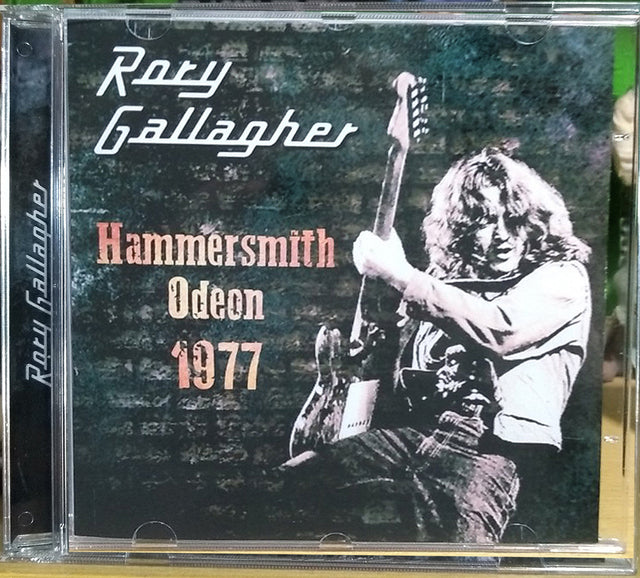 Rory
Gallagher
Hammersmith
Odeon
1977
Rory Gallagher